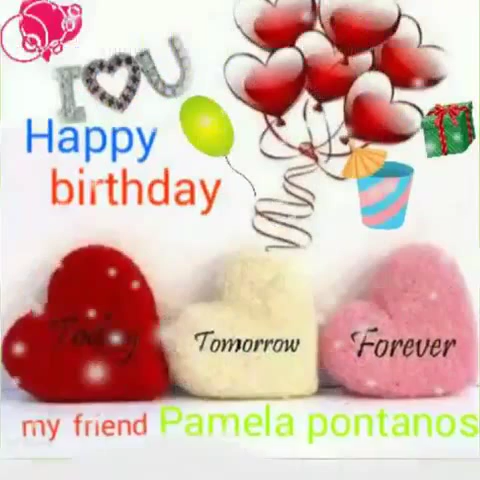 I U
Happy
birthday
Today Tomorrow Forever
my friend Pamela pontanos